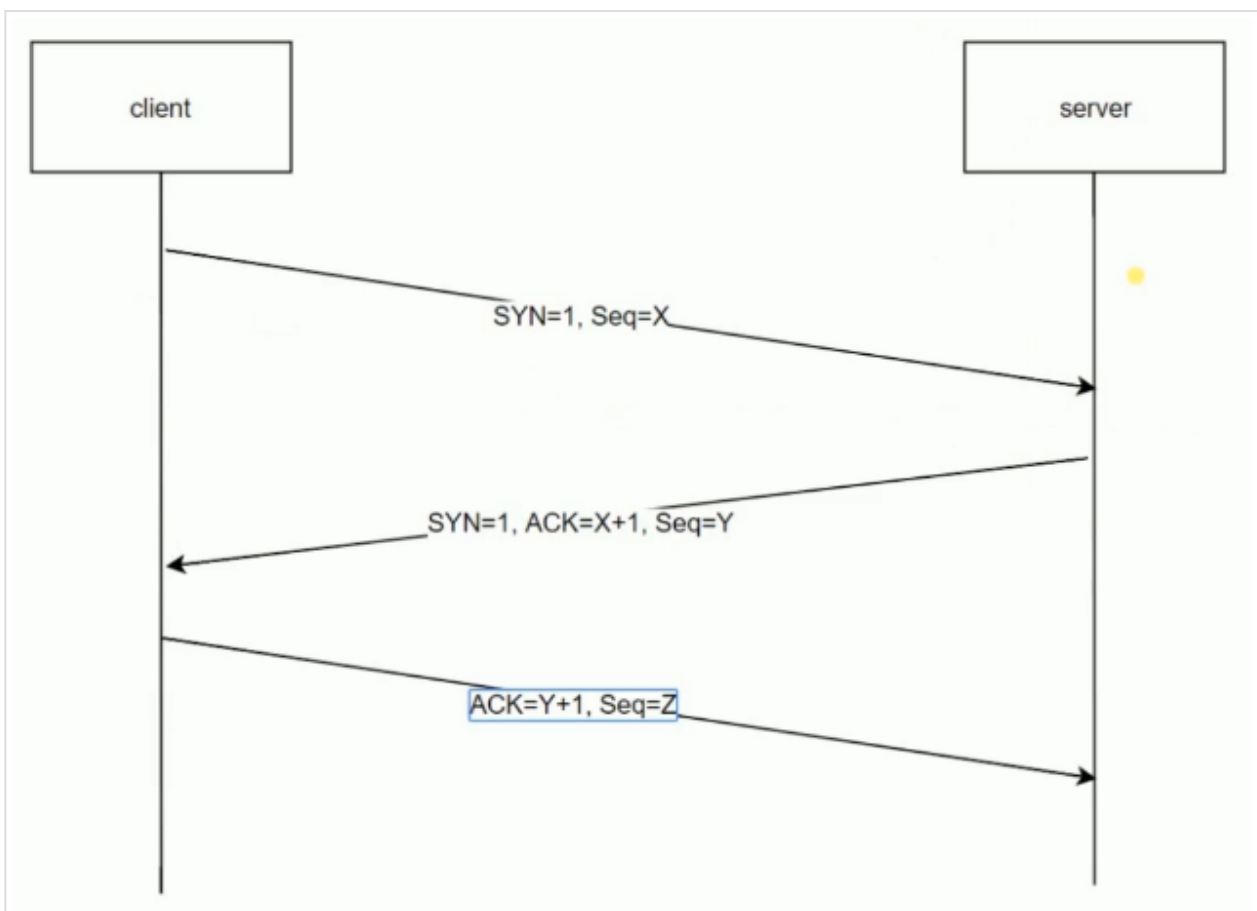 client
server
SYN=1, Seq=X
SYN=1, ACK=X+1, Seq=Y
ACK=Y+1, Seq=Z